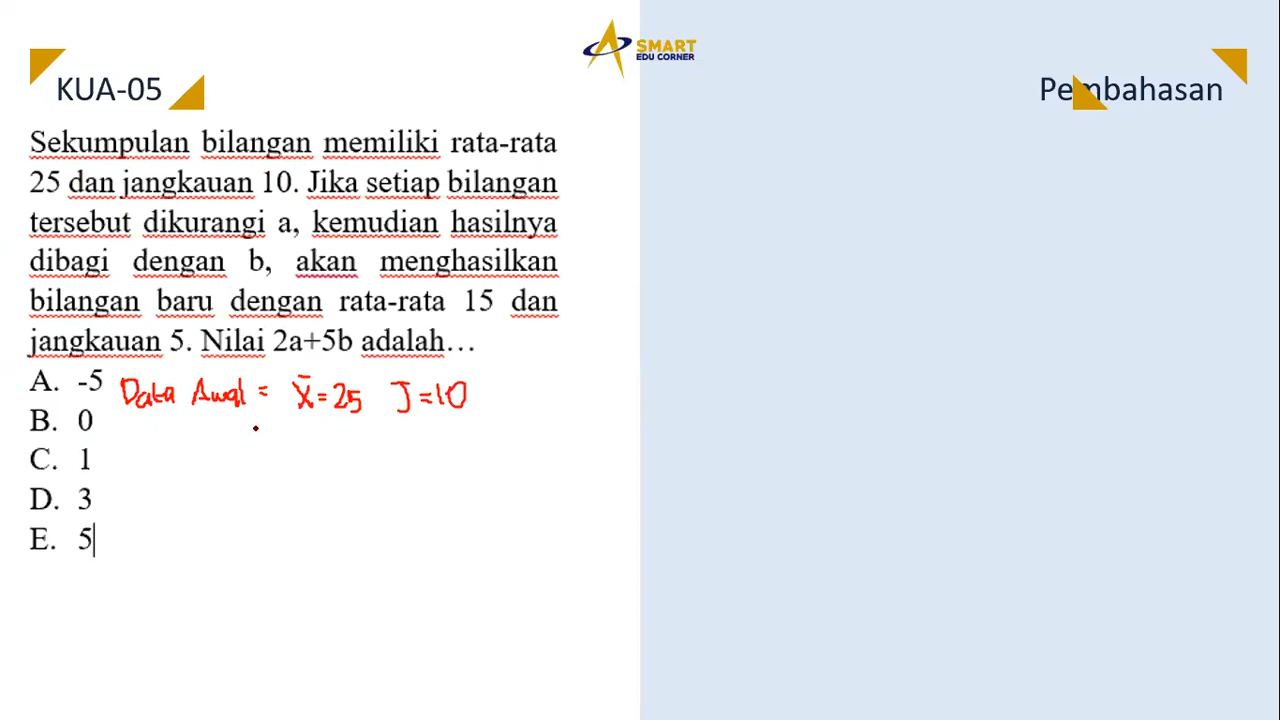 SMART
EDU CORNER
KUA-05
Pembahasan
Sekumpulan bilangan memiliki rata-rata
25 dan jangkauan 10. Jika setiap bilangan
tersebut dikurangi a, kemudian hasilnya
dibagi dengan b, akan menghasilkan
bilangan baru dengan rata-rata 15 dan
jangkauan 5. Nilai 2a+5b adalah…
A. -5
Data Awal = x̄=25 J=10
B. 0
C. 1
D. 3
E. 5